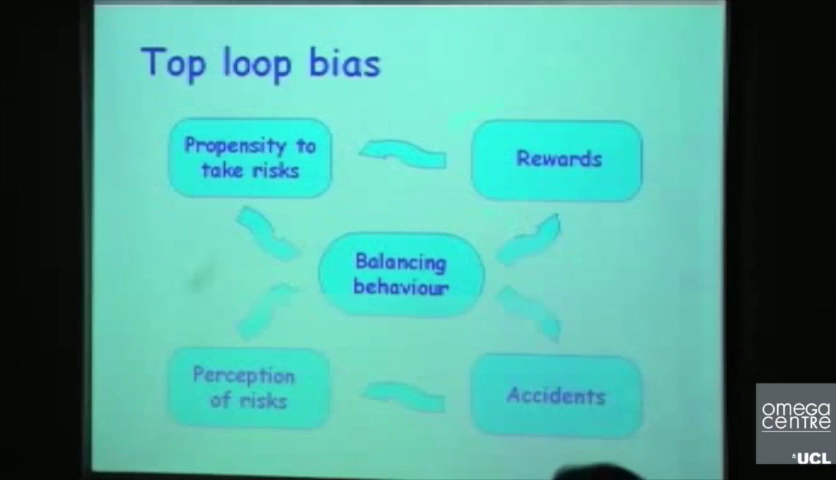 Top loop bias
Propensity to
take risks
Rewards
Balancing
behaviour
Perception
of risks
Accidents
omega
centre
UCL